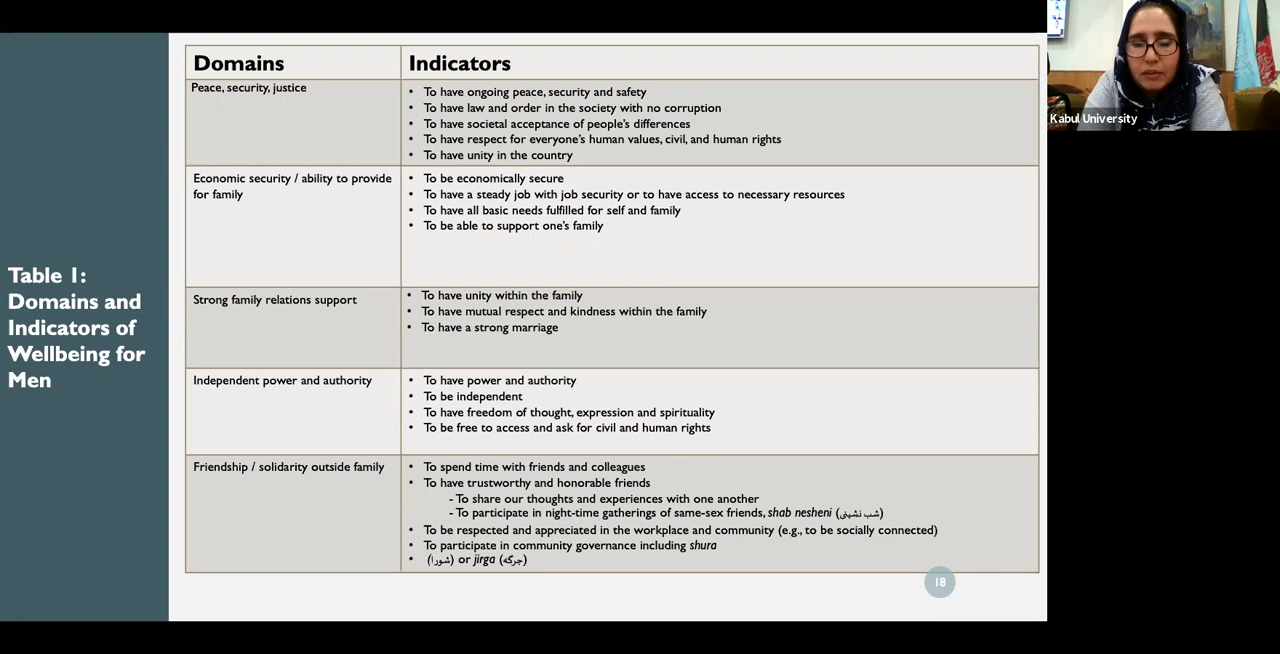 Table 1:
Domains and
Indicators of
Wellbeing for
Men
Domains
Indicators
Peace, security, justice
• To have ongoing peace, security and safety
• To have law and order in the society with no corruption
• To have societal acceptance of people's differences
• To have respect for everyone's human values, civil, and human rights
• To have unity in the country
Economic security / ability to provide
for family
• To be economically secure
• To have a steady job with job security or to have access to necessary resources
• To have all basic needs fulfilled for self and family
• To be able to support one's family
Strong family relations support
• To have unity within the family
• To have mutual respect and kindness within the family
• To have a strong marriage
Independent power and authority
• To have power and authority
• To be independent
• To have freedom of thought, expression and spirituality
• To be free to access and ask for civil and human rights
Friendship / solidarity outside family
• To spend time with friends and colleagues
• To have trustworthy and honorable friends
- To share our thoughts and experiences with one another
- To participate in night-time gatherings of same-sex friends, shab nesheni (شب نشینی)
• To be respected and appreciated in the workplace and community (e.g., to be socially connected)
• To participate in community governance including shura
• (شورا) or jirga (جرگه)
18
Kabul University